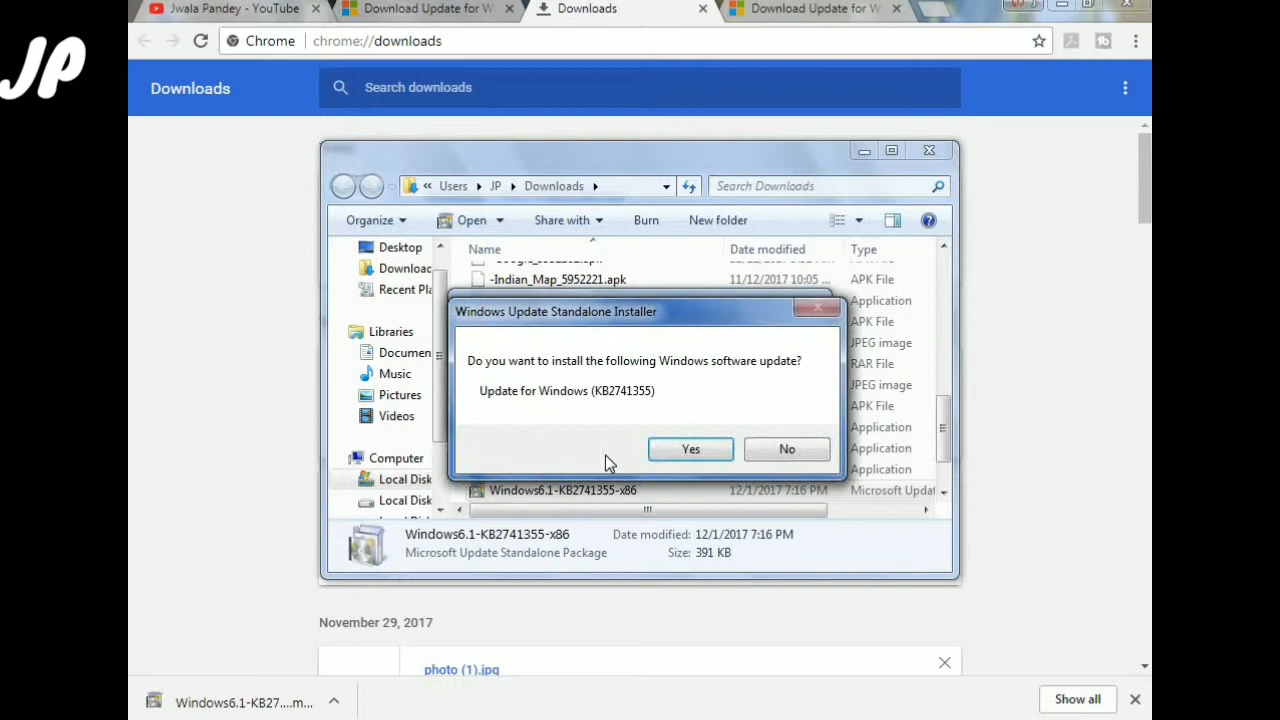 JP
Jwala Pandey - YouTube
Download Update for W
Downloads
Download Update for W
Chrome
chrome://downloads
Downloads
Search downloads
Users
JP
Downloads
Search Downloads
Organize
Open
Share with
Burn
New folder
Name
Date modified
Type
Desktop
Downloac
-Indian_Map_5952221.apk
11/12/2017 10:05 ...
APK File
Recent Pla
Application
APK File
Libraries
JPEG image
Documen
RAR File
Music
JPEG image
Pictures
APK File
Videos
Application
Application
Application
Computer
Local Disk
Local Disk
Windows Update Standalone Installer
Do you want to install the following Windows software update?
Update for Windows (KB2741355)
Yes
No
Windows6.1-KB2741355-x86
12/1/2017 7:16 PM
Microsoft Updat
Windows6.1-KB2741355-x86
Date modified: 12/1/2017 7:16 PM
Microsoft Update Standalone Package
Size: 391 KB
November 29, 2017
photo (1).jpg
Windows6.1-KB27....m...
Show all